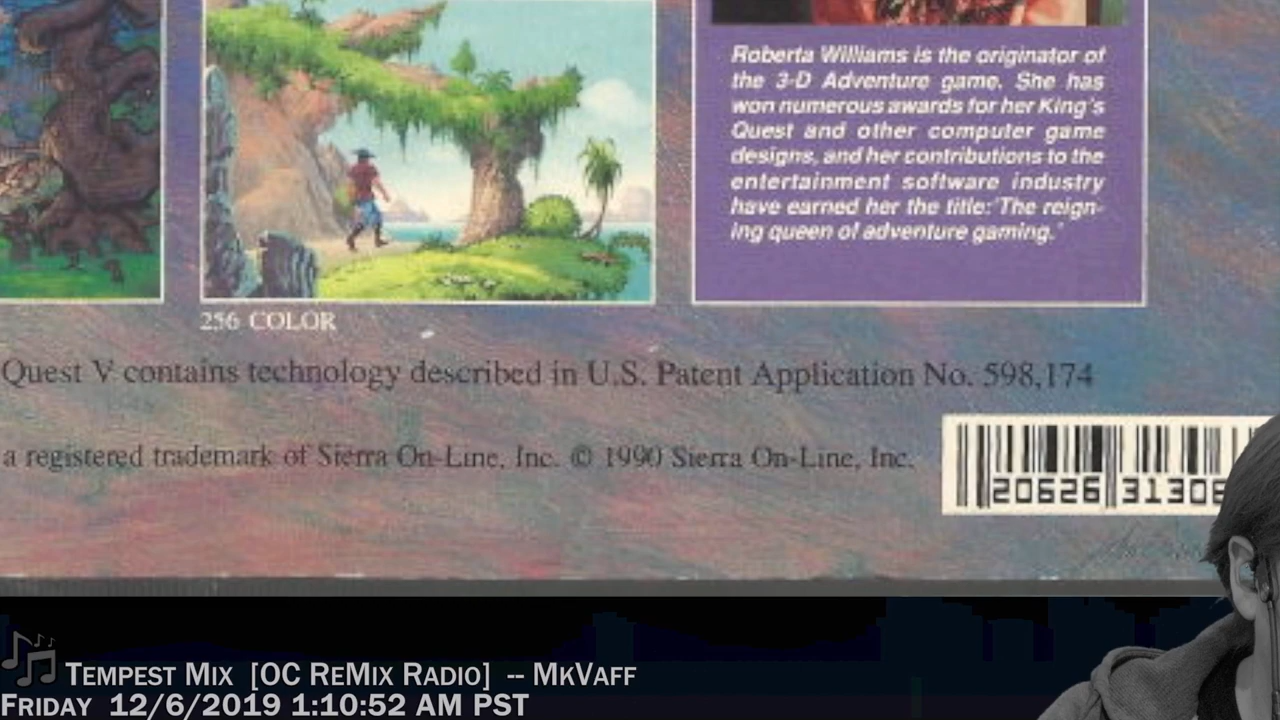 Roberta Williams is the originator of
the 3-D Adventure game. She has
won numerous awards for her King's
Quest and other computer game
designs, and her contributions to the
entertainment software industry
have earned her the title: 'The reign-
ing queen of adventure gaming.'
256 COLOR
Quest V contains technology described in U.S. Patent Application No. 598,174
a registered trademark of Sierra On-Line, Inc. © 1990 Sierra On-Line, Inc.
20626 31306
Tempest Mix [OC ReMix Radio] -- MkVaff
Friday 12/6/2019 1:10:52 AM PST